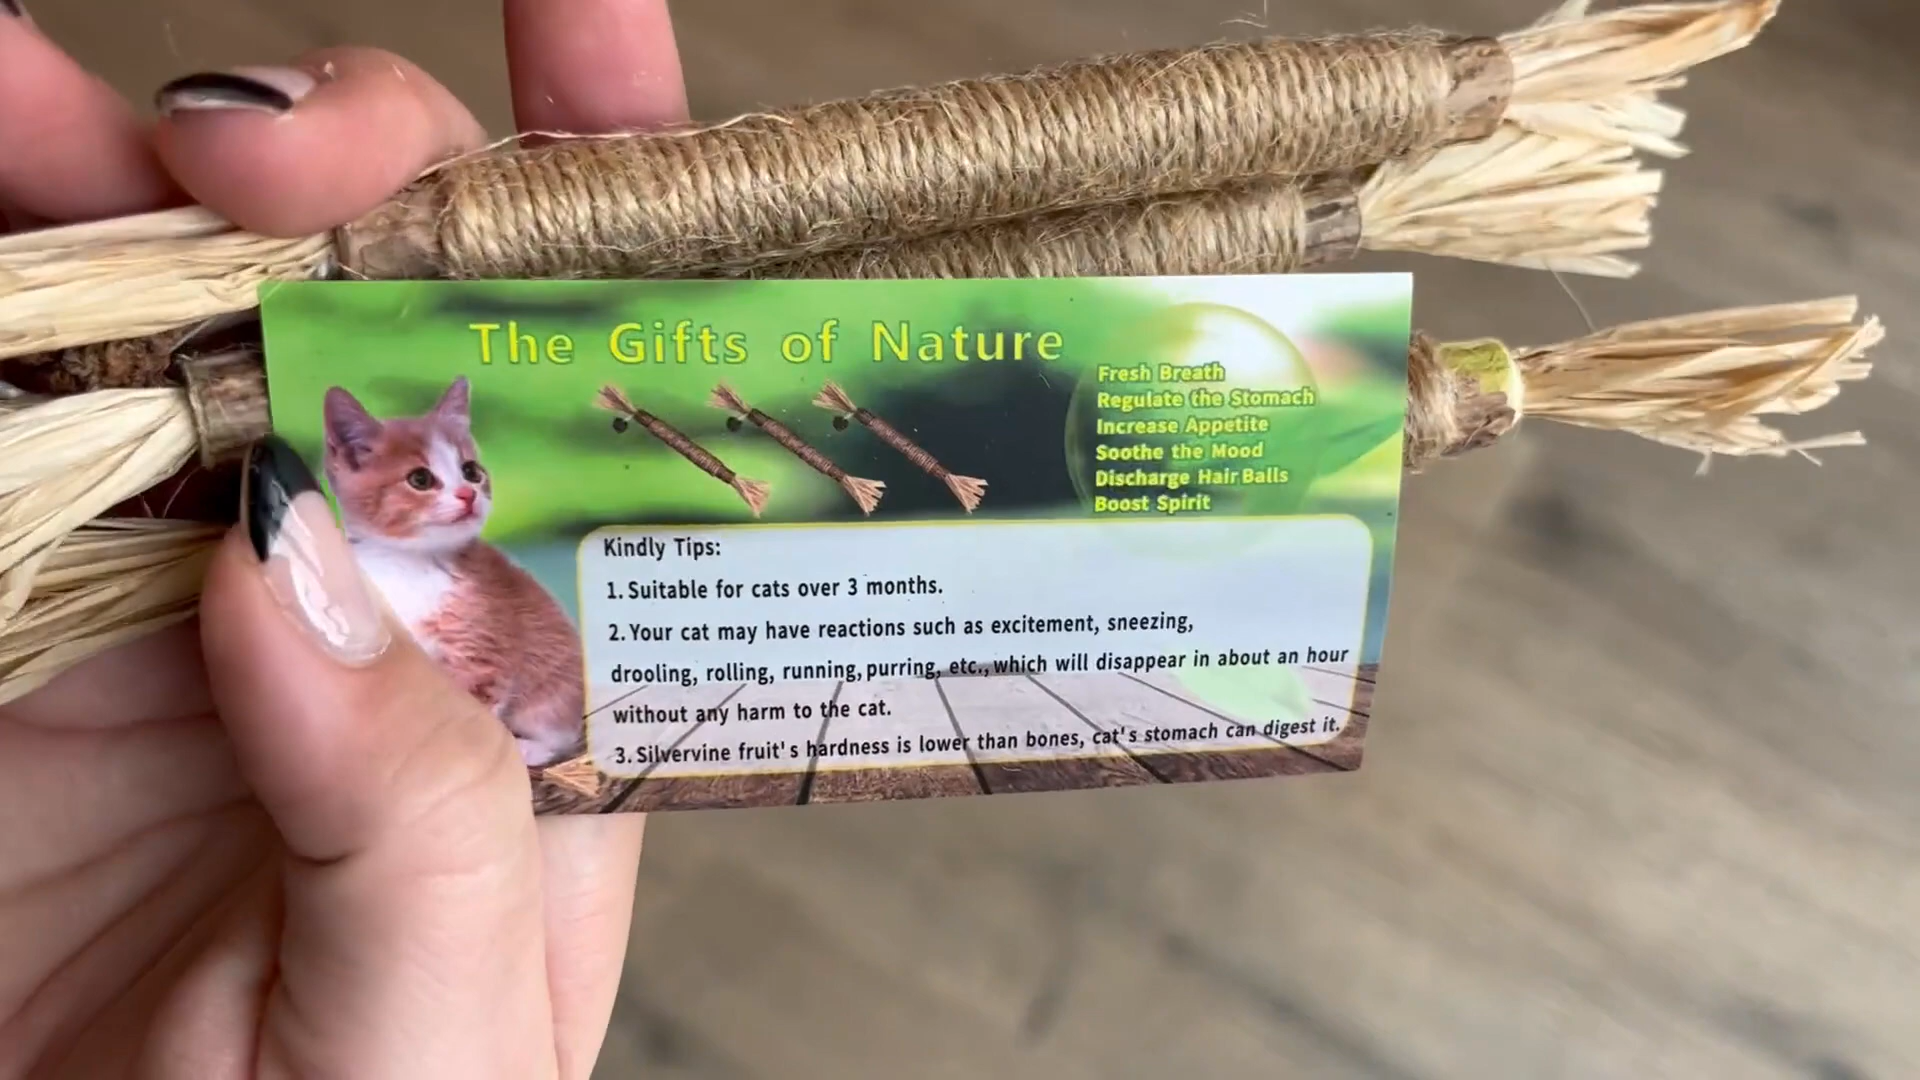 The Gifts of Nature
Fresh Breath
Regulate the Stomach
Increase Appetite
Soothe the Mood
Discharge Hair Balls
Boost Spirit
Kindly Tips:
1. Suitable for cats over 3 months.
2. Your cat may have reactions such as excitement, sneezing,
drooling, rolling, running, purring, etc., which will disappear in about an hour
without any harm to the cat.
3. Silvervine fruit's hardness is lower than bones, cat's stomach can digest it.